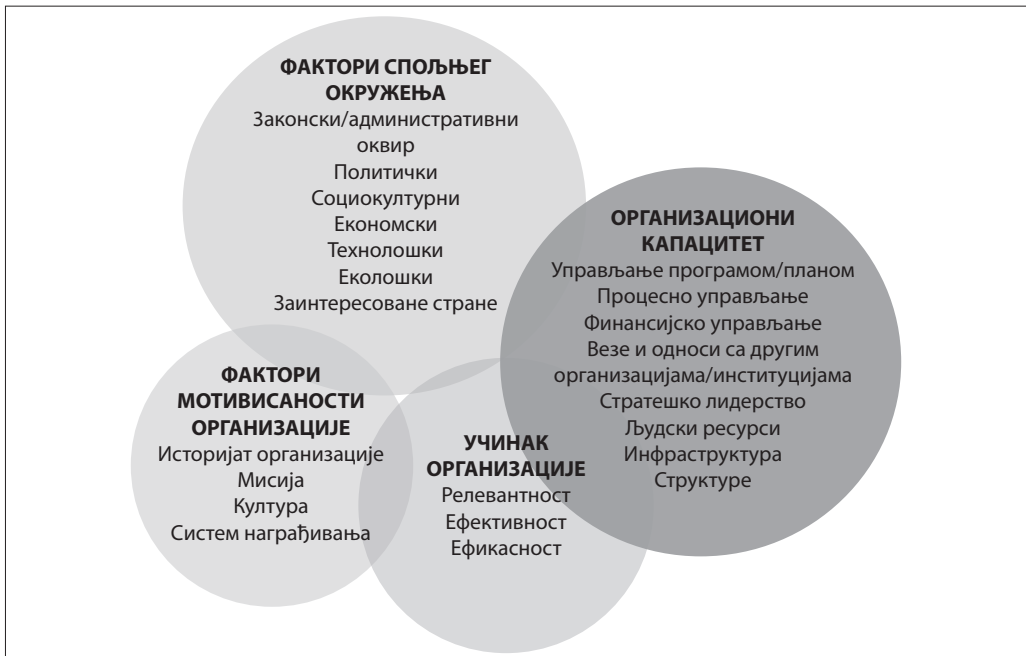 ФАКТОРИ СПОЉЊЕГ
ОКРУЖЕЊА
Законски/административни
оквир
Политички
Социокултурни
Економски
Технолошки
Еколошки
Заинтересоване стране
ОРГАНИЗАЦИОНИ
КАПАЦИТЕТ
Управљање програмом/планом
Процесно управљање
Финансијско управљање
Везе и односи са другим
организацијама/институцијама
Стратешко лидерство
Људски ресурси
Инфраструктура
Структуре
ФАКТОРИ
МОТИВИСАНОСТИ
ОРГАНИЗАЦИЈЕ
Историјат организације
Мисија
Култура
Систем награђивања
УЧИНАК
ОРГАНИЗАЦИЈЕ
Релевантност
Ефективност
Ефикасност